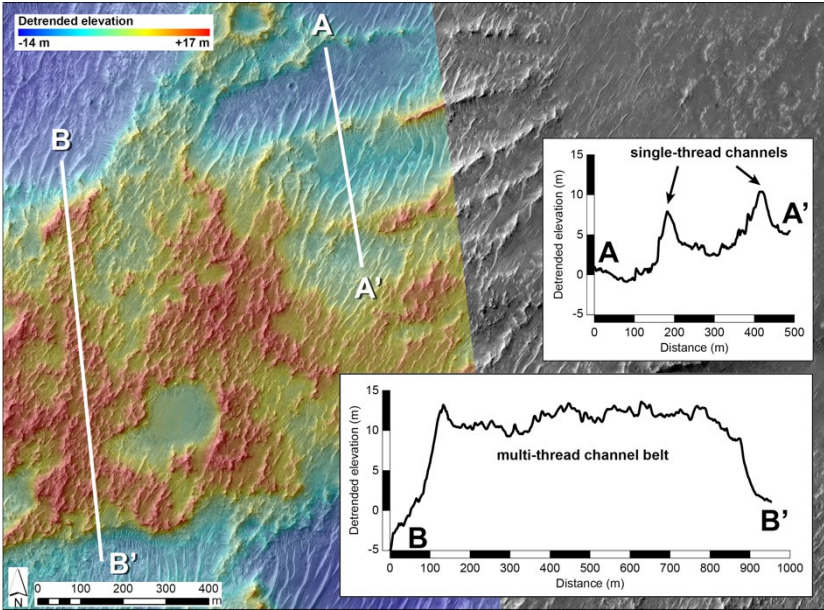 Detrended elevation
-14 m +17 m
A
B
A'
B'
15
10
5
0
-5
Detrended elevation (m)
single-thread channels
A
A'
0 100 200 300 400 500
Distance (m)
15
10
5
0
-5
Detrended elevation (m)
multi-thread channel belt
B
B'
0 100 200 300 400 500 600 700 800 900 1000
Distance (m)
N
0 100 200 300 400
m